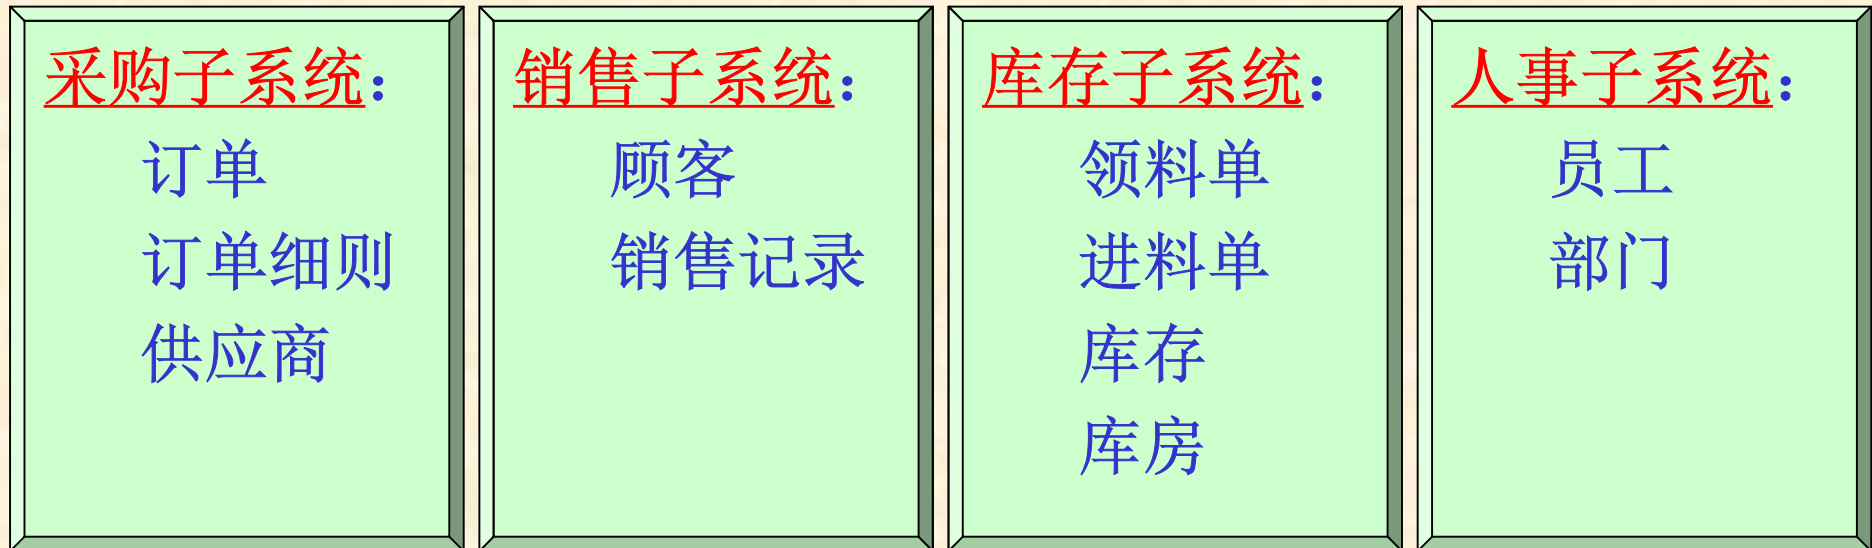 采购子系统：
订单
订单细则
供应商
销售子系统：
顾客
销售记录
库存子系统：
领料单
进料单
库存
库房
人事子系统：
员工
部门